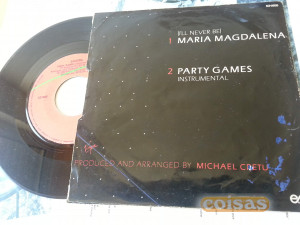 (I'LL NEVER BE)
1 MARIA MAGDALENA
2 PARTY GAMES
INSTRUMENTAL
PRODUCED AND ARRANGED BY MICHAEL CRETU
coisas